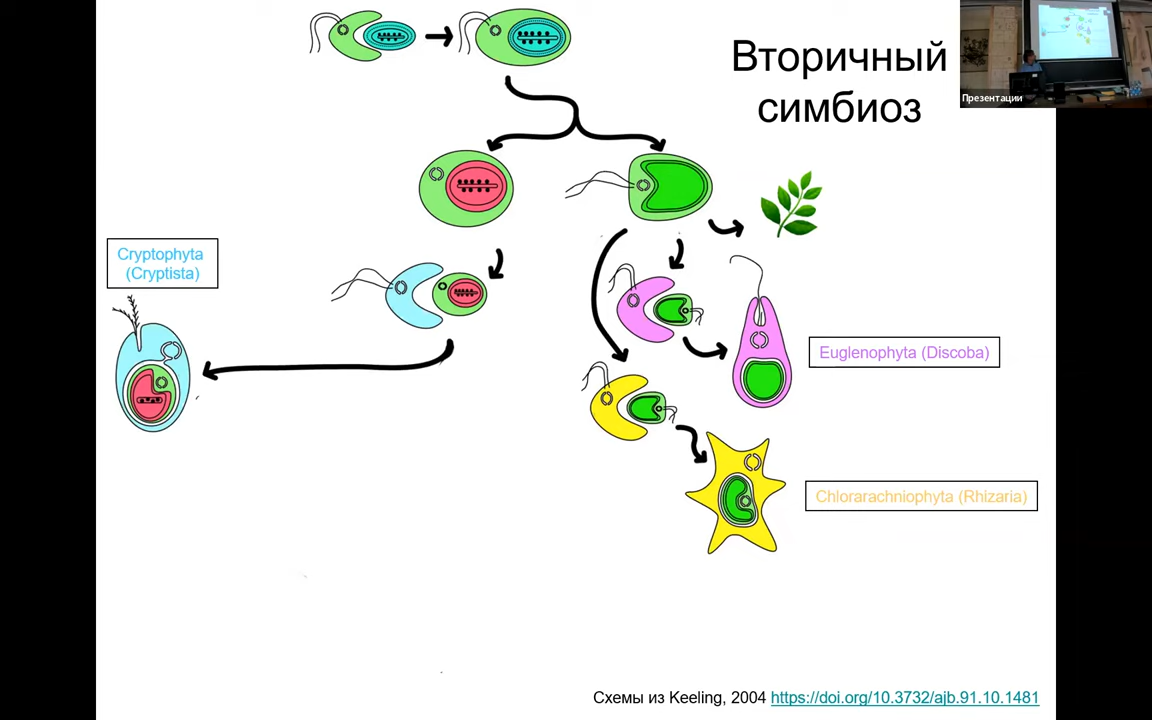 Вторичный
симбиоз
Презентации
Cryptophyta
(Cryptista)
Euglenophyta (Discoba)
Chlorarachniophyta (Rhizaria)
Схемы из Keeling, 2004 https://doi.org/10.3732/ajb.91.10.1481